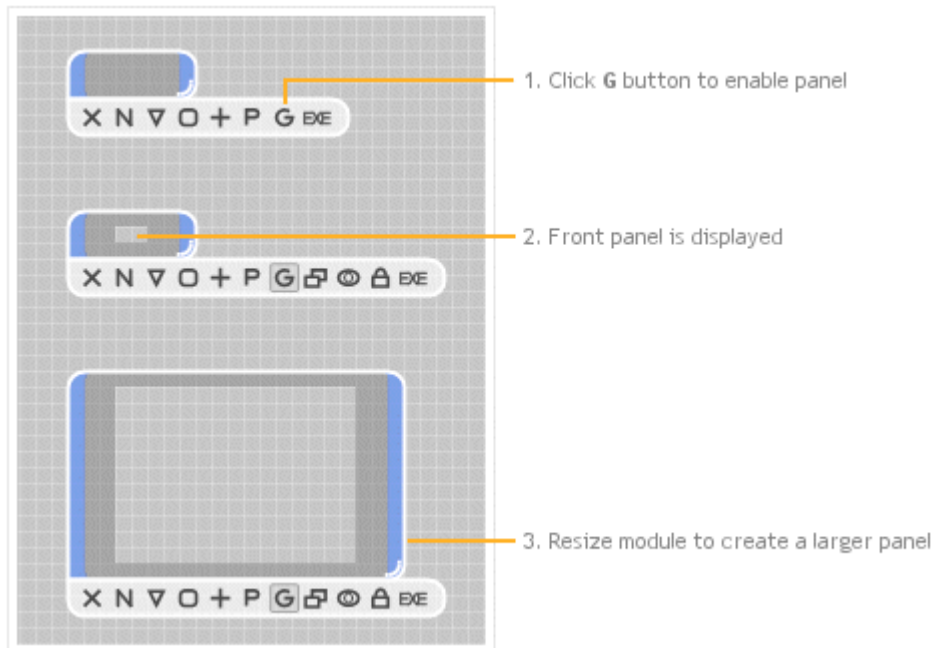 1. Click G button to enable panel
N P G EXE
2. Front panel is displayed
N P G EXE
3. Resize module to create a larger panel
N P G EXE